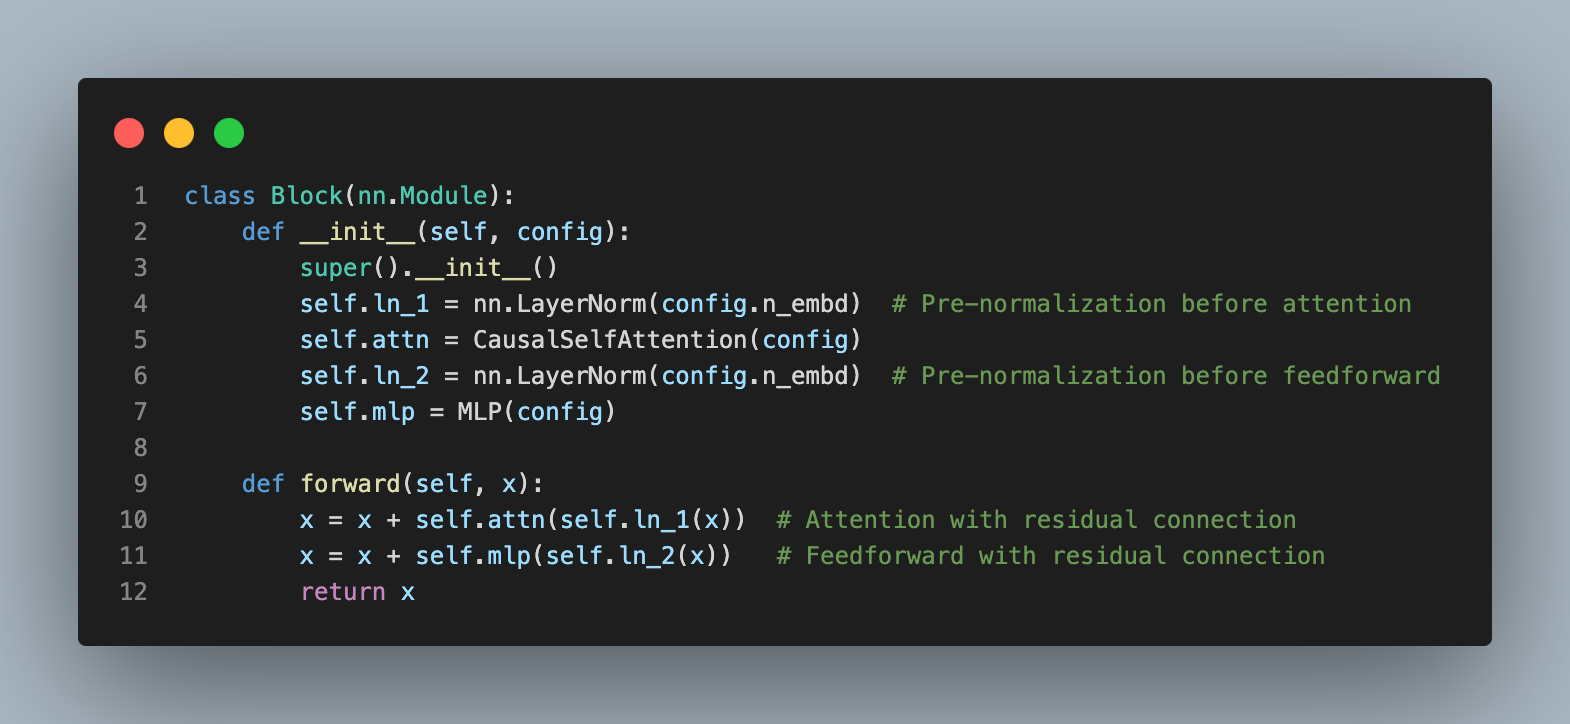 1 class Block(nn.Module):
2     def __init__(self, config):
3         super().__init__()
4         self.ln_1 = nn.LayerNorm(config.n_embd)  # Pre-normalization before attention
5         self.attn = CausalSelfAttention(config)
6         self.ln_2 = nn.LayerNorm(config.n_embd)  # Pre-normalization before feedforward
7         self.mlp = MLP(config)
8
9     def forward(self, x):
10         x = x + self.attn(self.ln_1(x))  # Attention with residual connection
11         x = x + self.mlp(self.ln_2(x))   # Feedforward with residual connection
12         return x